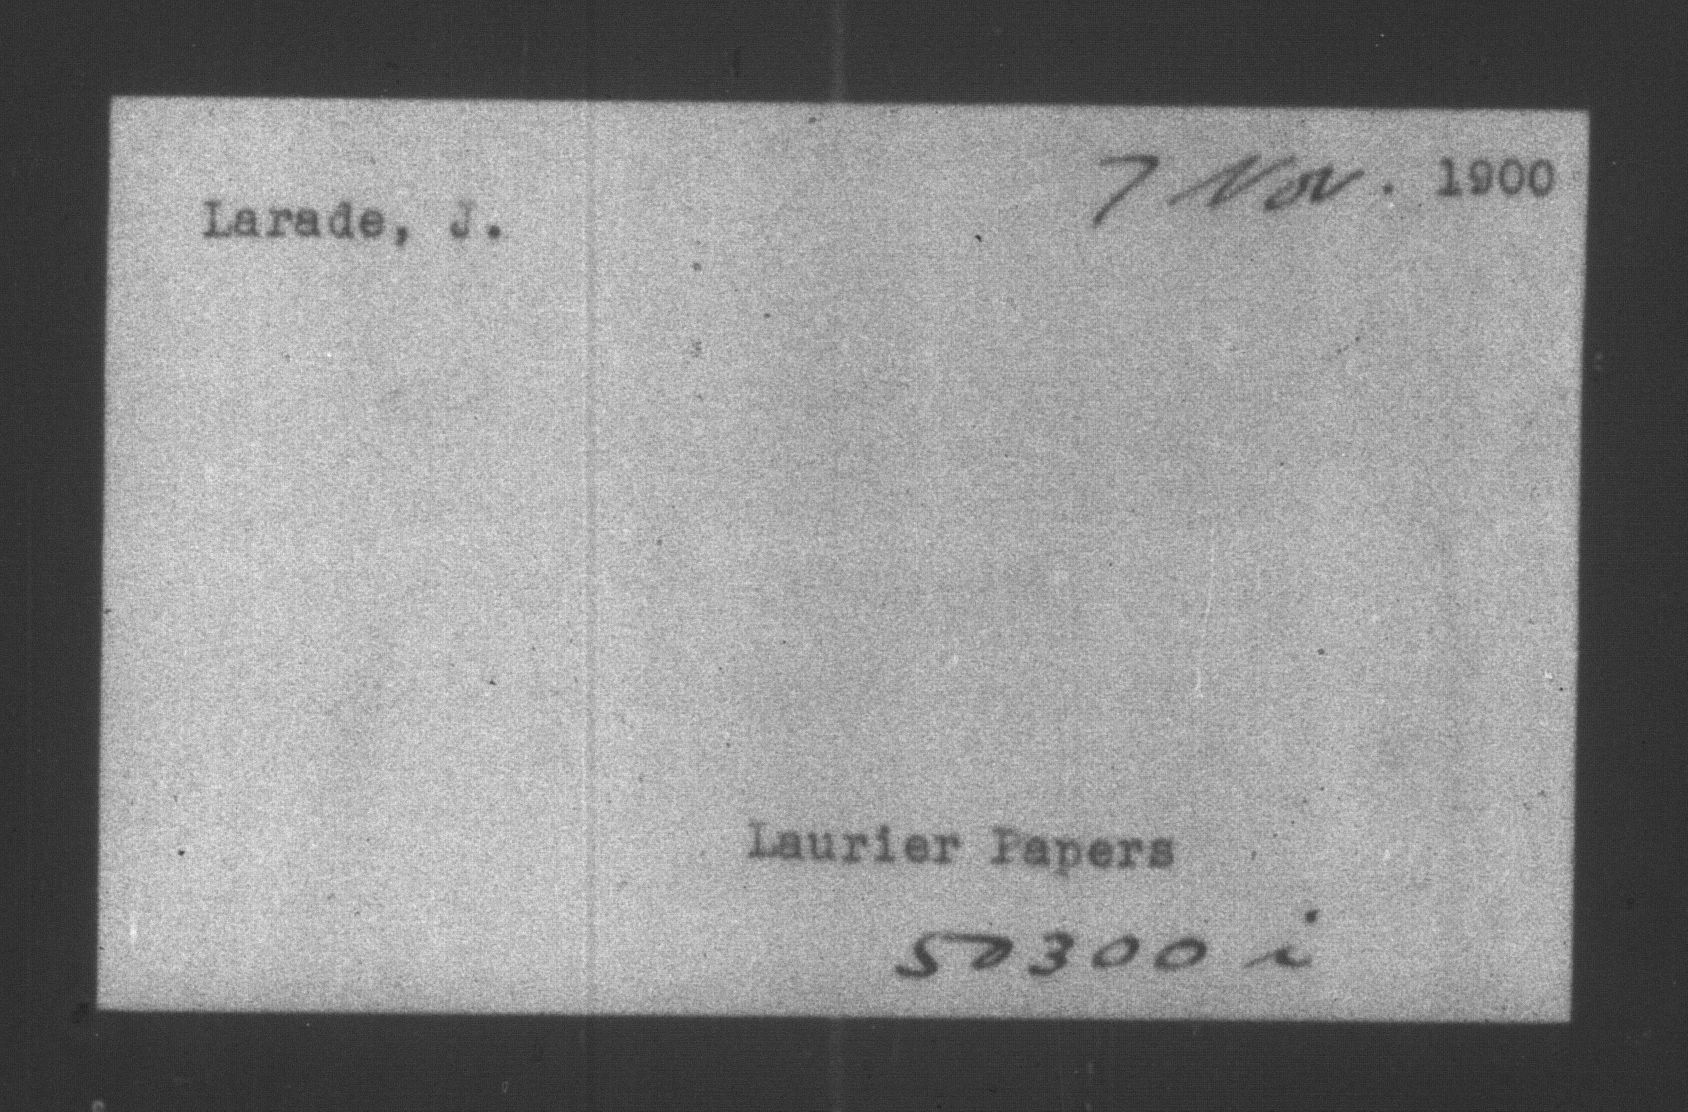 7 Nov. 1900
Larade, J.
Laurier Papers
50300 i